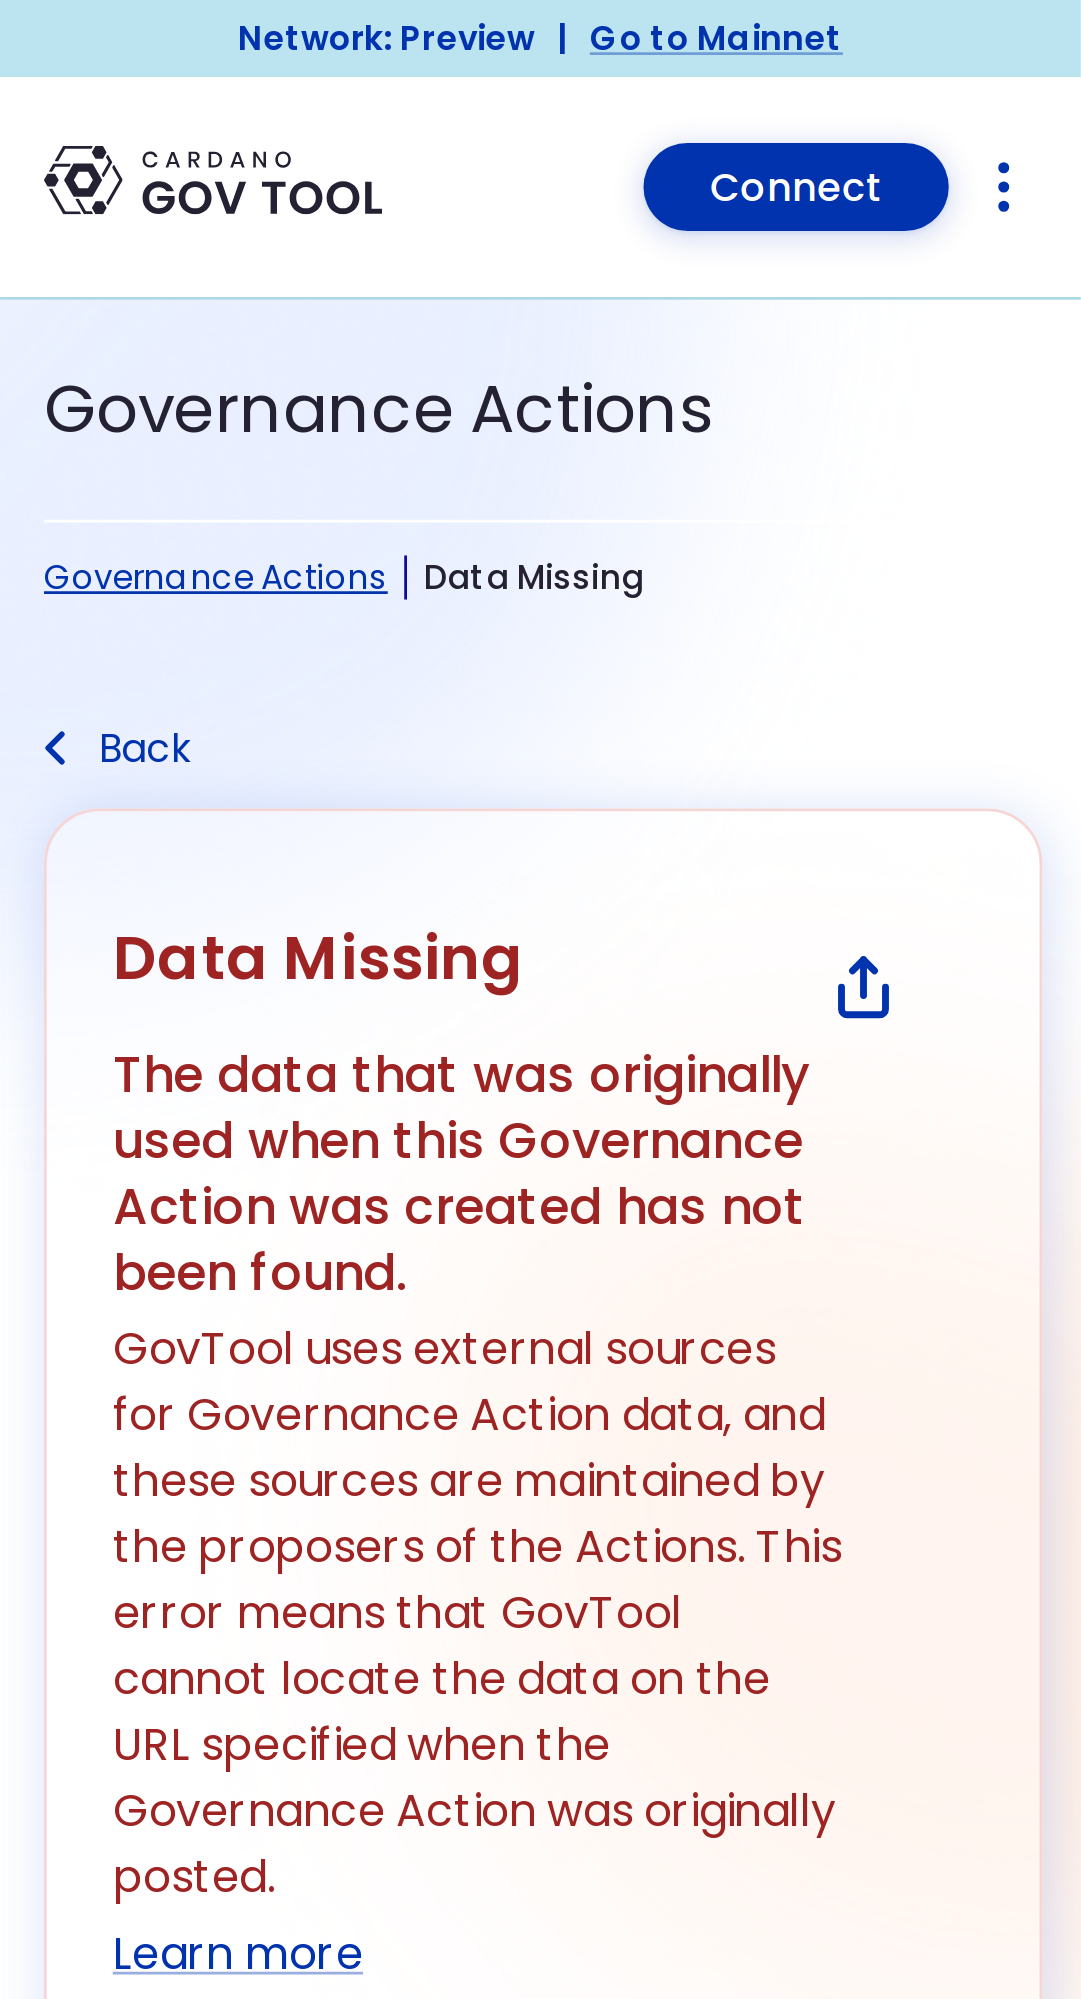 Network: Preview | Go to Mainnet
CARDANO
GOV TOOL
Connect
Governance Actions
Governance Actions | Data Missing
Back
Data Missing
The data that was originally
used when this Governance
Action was created has not
been found.
GovTool uses external sources
for Governance Action data, and
these sources are maintained by
the proposers of the Actions. This
error means that GovTool
cannot locate the data on the
URL specified when the
Governance Action was originally
posted.
Learn more